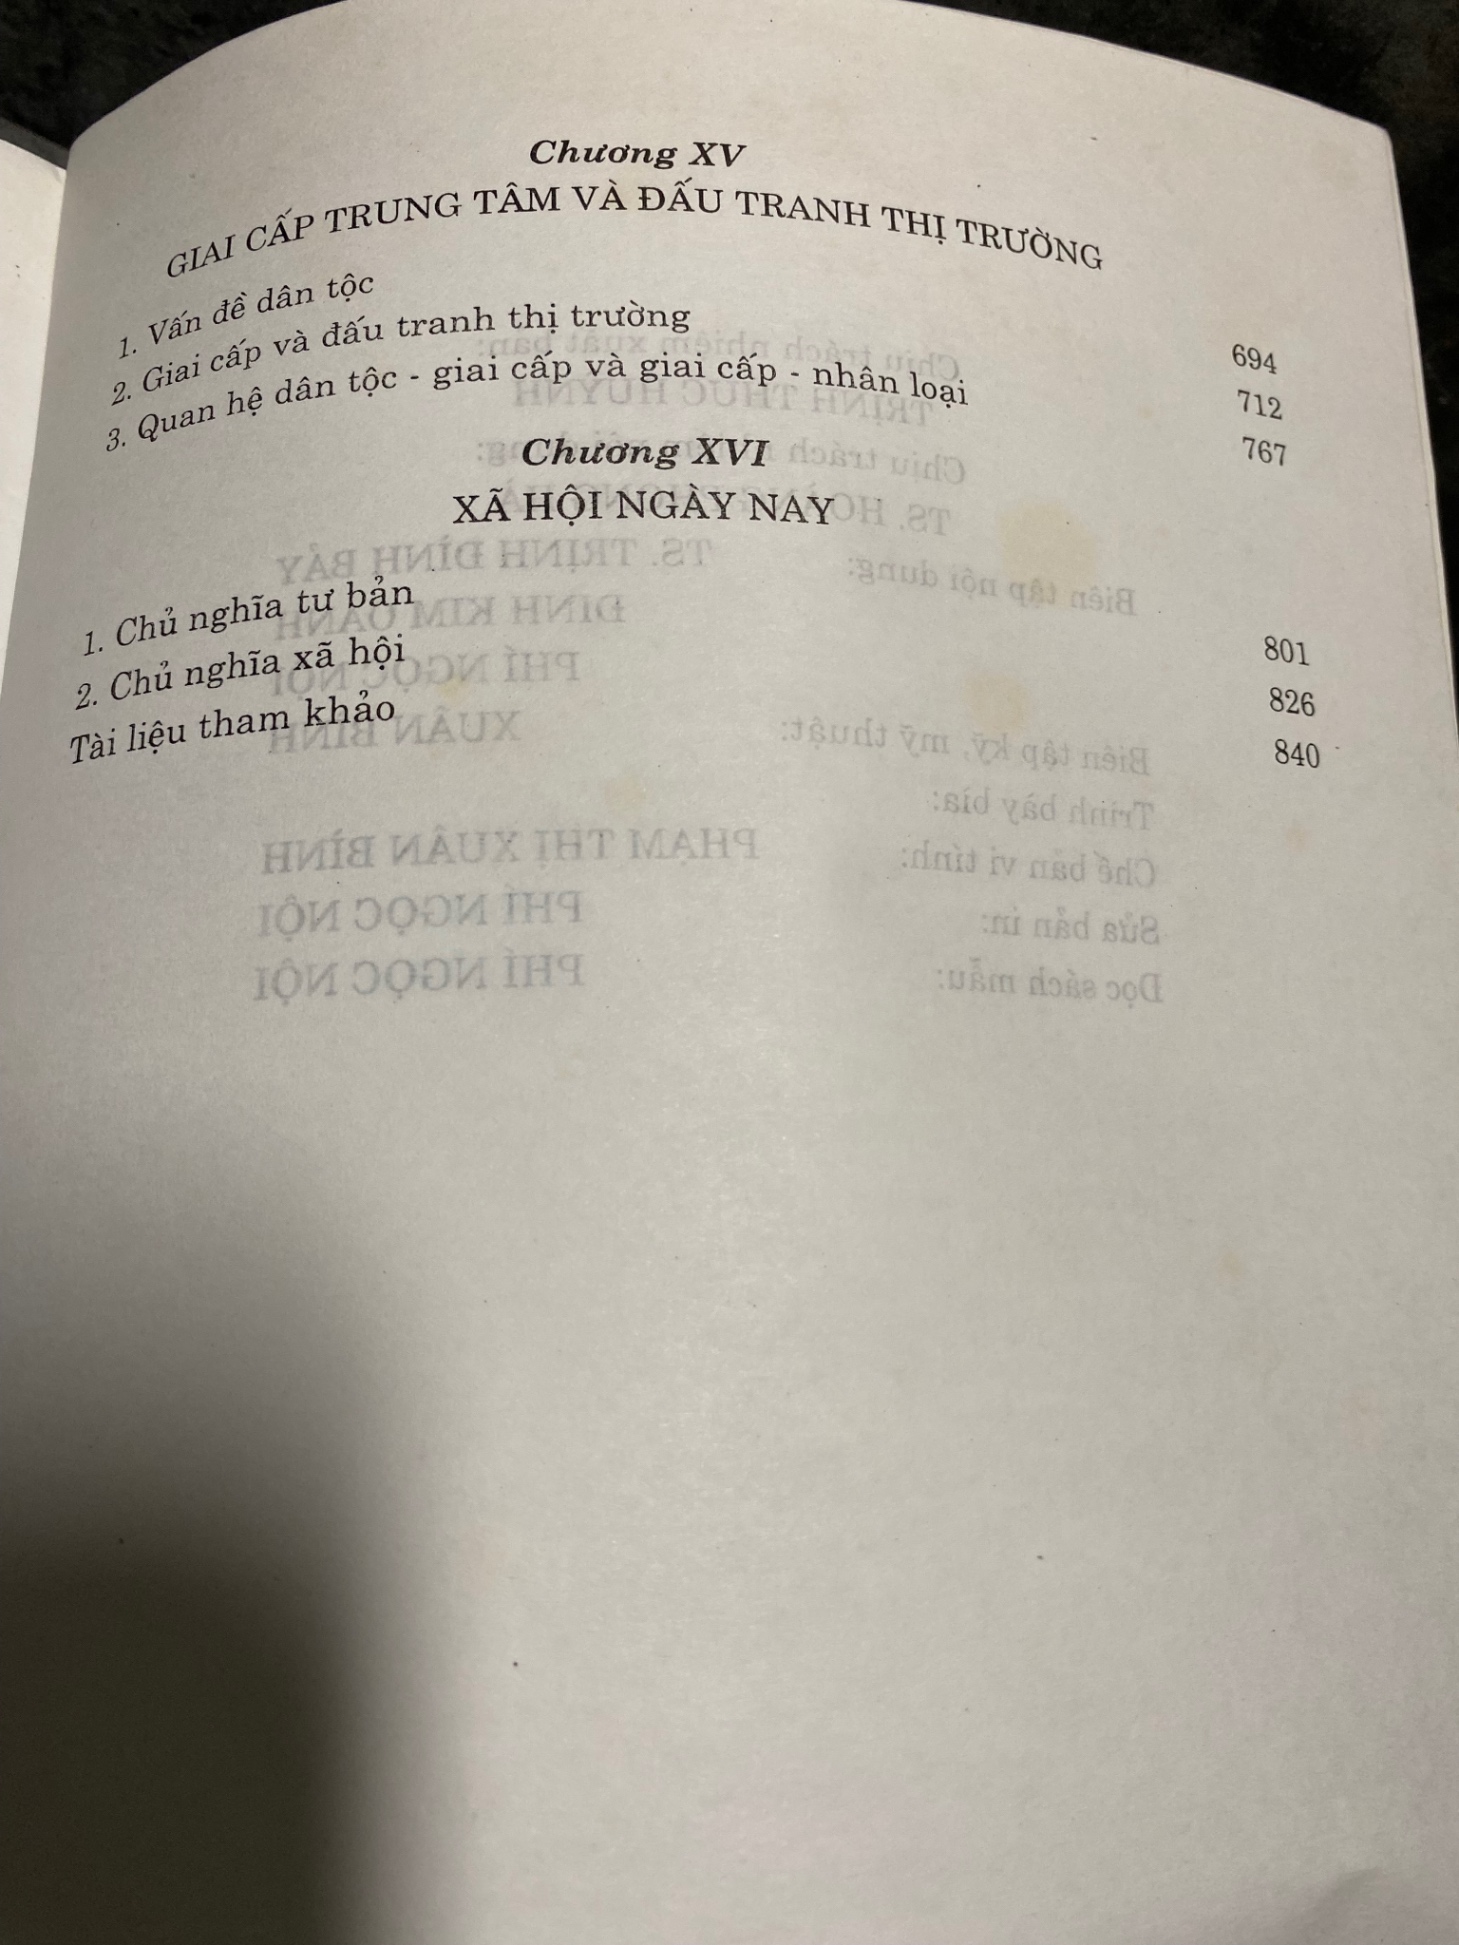 Chương XV
GIAI CẤP TRUNG TÂM VÀ ĐẤU TRANH THỊ TRƯỜNG
1. Vấn đề dân tộc 694
2. Giai cấp và đấu tranh thị trường 712
3. Quan hệ dân tộc - giai cấp và giai cấp - nhân loại 767
Chương XVI
XÃ HỘI NGÀY NAY
1. Chủ nghĩa tư bản 801
2. Chủ nghĩa xã hội 826
Tài liệu tham khảo 840